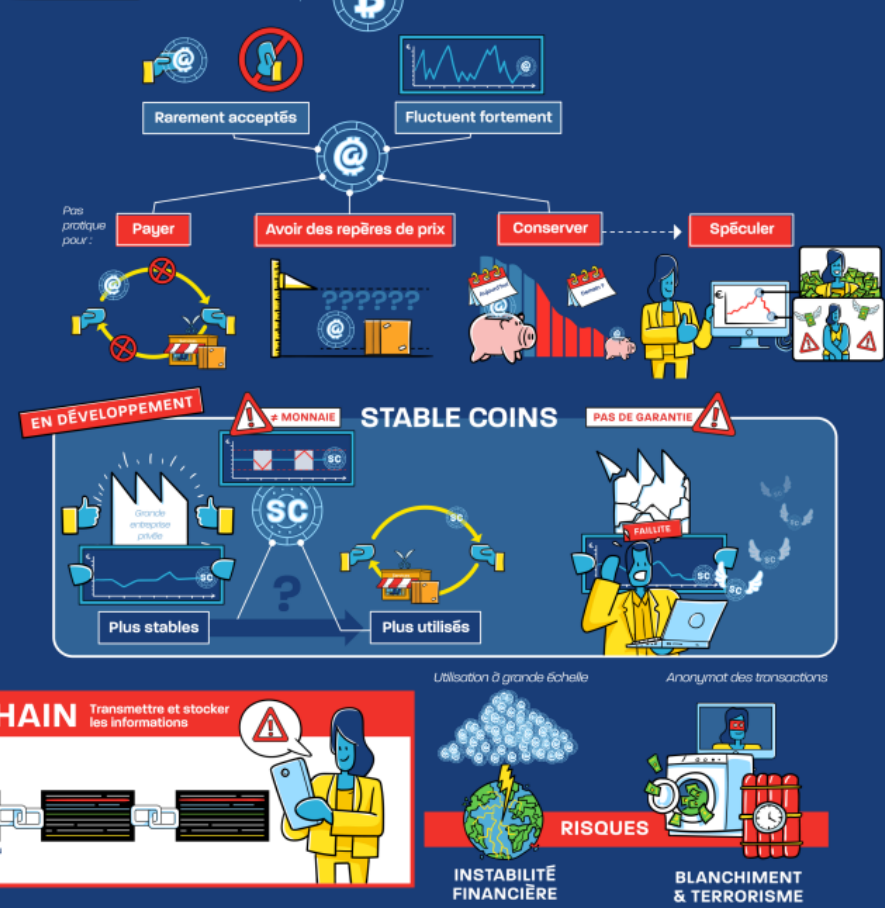 Rarement acceptés
Fluctuent fortement
€
@
Pas
pratique
pour :
Payer
Avoir des repères de prix
Conserver
Spéculer
??????
Aujourd'hui
Demain ?
€
EN DÉVELOPPEMENT
≠ MONNAIE
STABLE COINS
PAS DE GARANTIE
€
SC
Grande
entreprise
privée
SC
SC
FAILLITE
€
SC
SC
SC
SC
SC
€
SC
?
Plus stables
Plus utilisés
Utilisation à grande échelle
Anonymat des transactions
HAIN
Transmettre et stocker
les informations
RISQUES
INSTABILITÉ
FINANCIÈRE
BLANCHIMENT
& TERRORISME